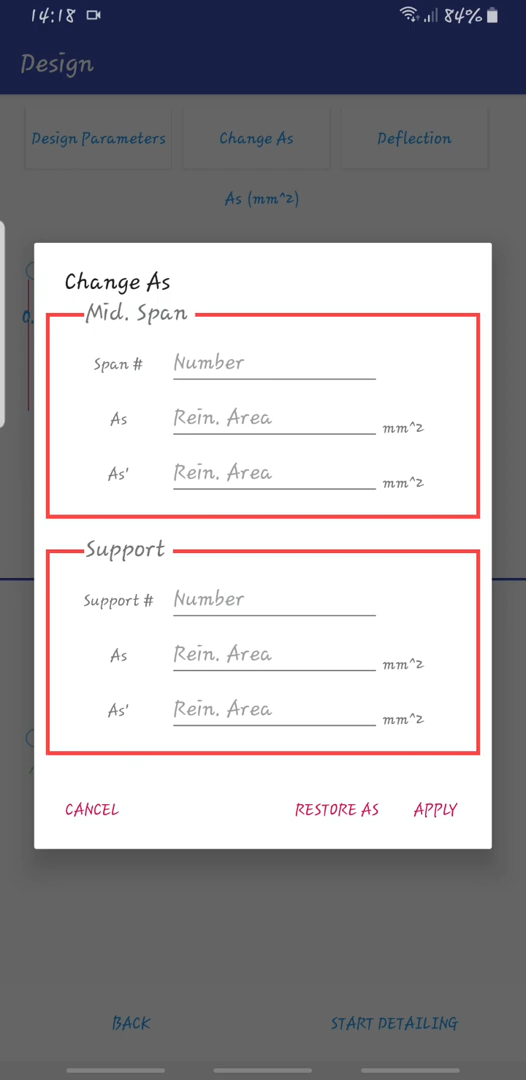 14:18 84%
Design
Design Parameters Change As Deflection
As (mm^2)
0.
Change As
Mid. Span
Span # Number
As Rein. Area mm^2
As' Rein. Area mm^2
Support
Support # Number
As Rein. Area mm^2
As' Rein. Area mm^2
CANCEL RESTORE AS APPLY
BACK START DETAILING